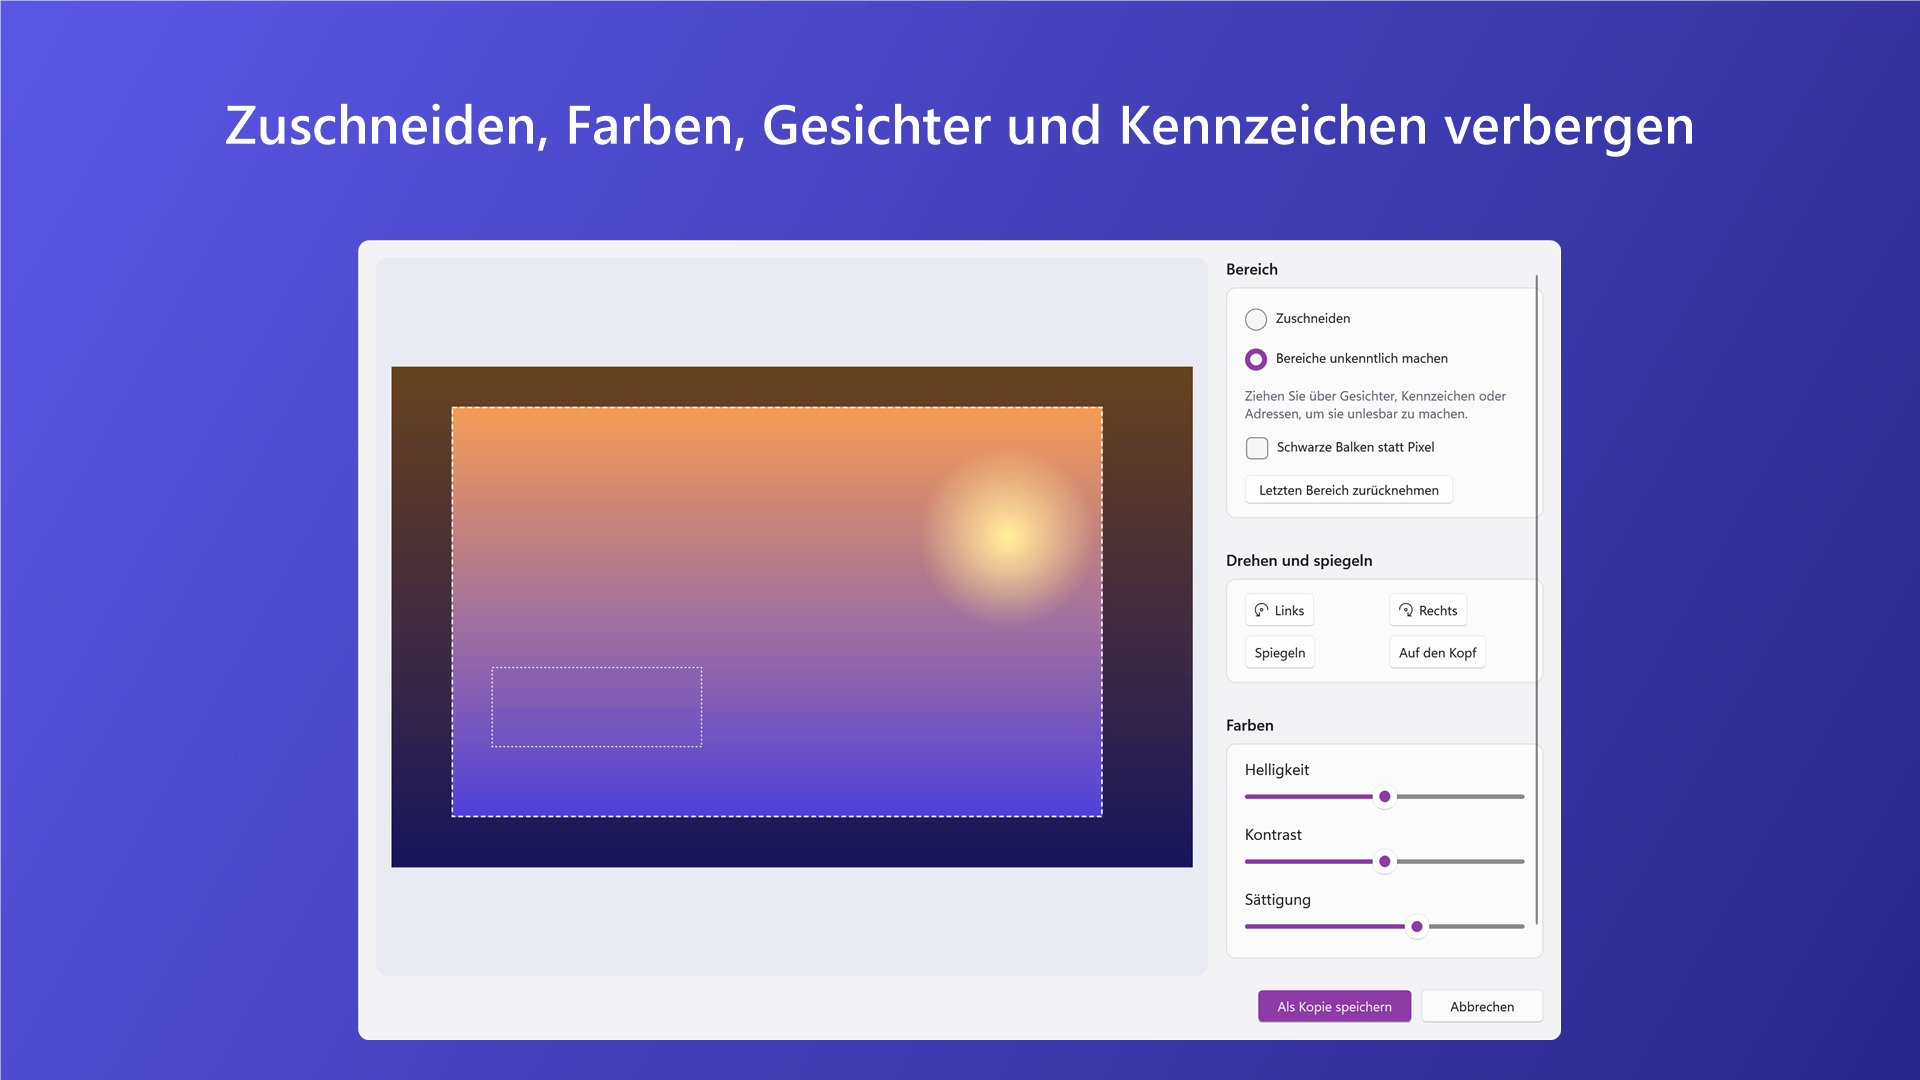 Zuschneiden, Farben, Gesichter und Kennzeichen verbergen
Bereich
Zuschneiden
Bereiche unkenntlich machen
Ziehen Sie über Gesichter, Kennzeichen oder
Adressen, um sie unlesbar zu machen.
Schwarze Balken statt Pixel
Letzten Bereich zurücknehmen
Drehen und spiegeln
Links
Rechts
Spiegeln
Auf den Kopf
Farben
Helligkeit
Kontrast
Sättigung
Als Kopie speichern
Abbrechen